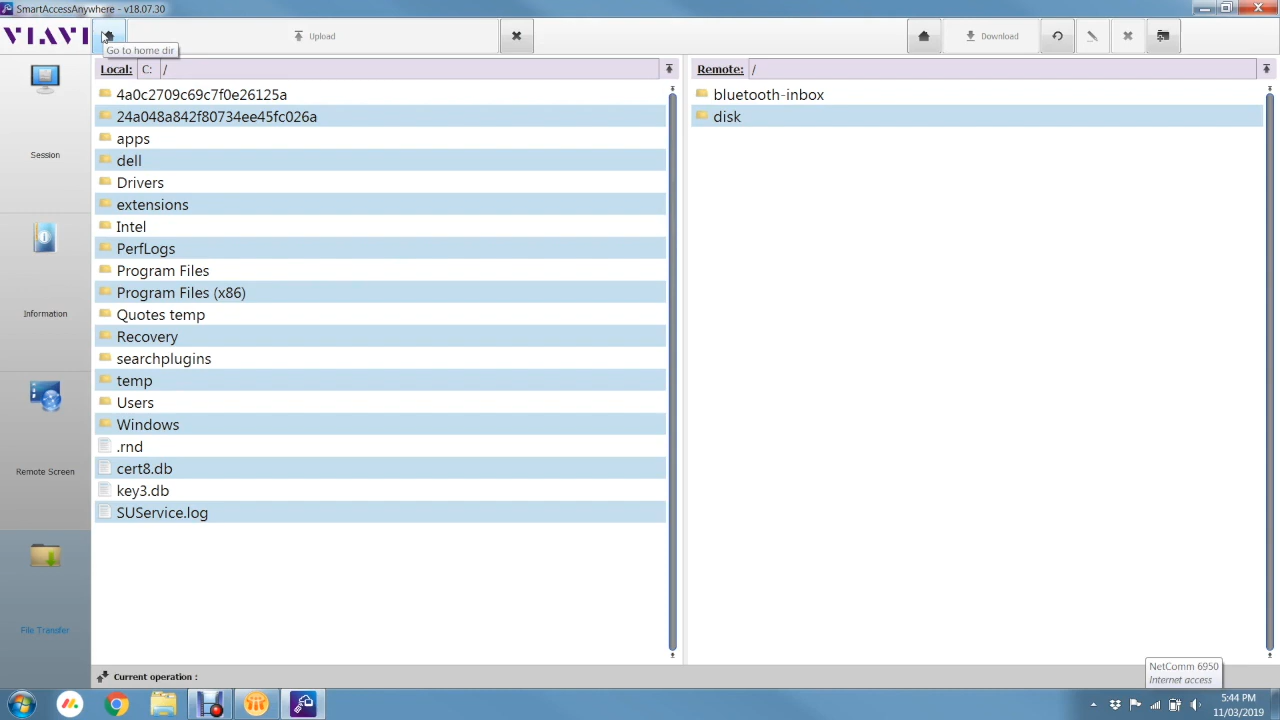 SmartAccessAnywhere - v18.07.30
VIAVI
Upload
Download
Go to home dir
Local: C: /
Remote: /
Session
Information
Remote Screen
File Transfer
4a0c2709c69c7f0e26125a
24a048a842f80734ee45fc026a
apps
dell
Drivers
extensions
Intel
PerfLogs
Program Files
Program Files (x86)
Quotes temp
Recovery
searchplugins
temp
Users
Windows
.rnd
cert8.db
key3.db
SUService.log
bluetooth-inbox
disk
Current operation :
NetComm 6950
Internet access
5:44 PM
11/03/2019